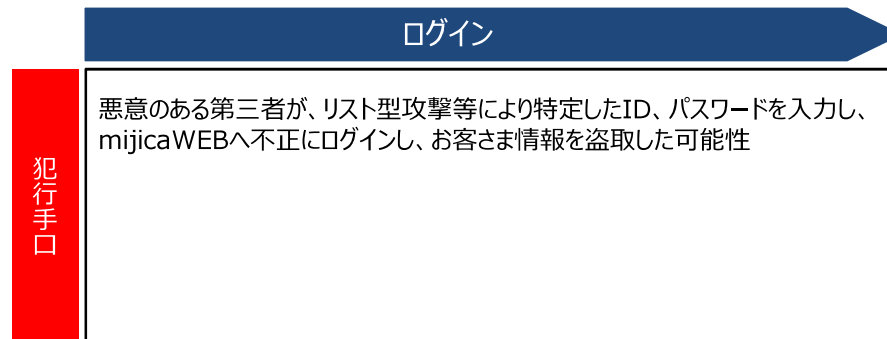 ログイン
犯行手口
悪意のある第三者が、リスト型攻撃等により特定したID、パスワードを入力し、
mijicaWEBへ不正にログインし、お客さま情報を盗取した可能性